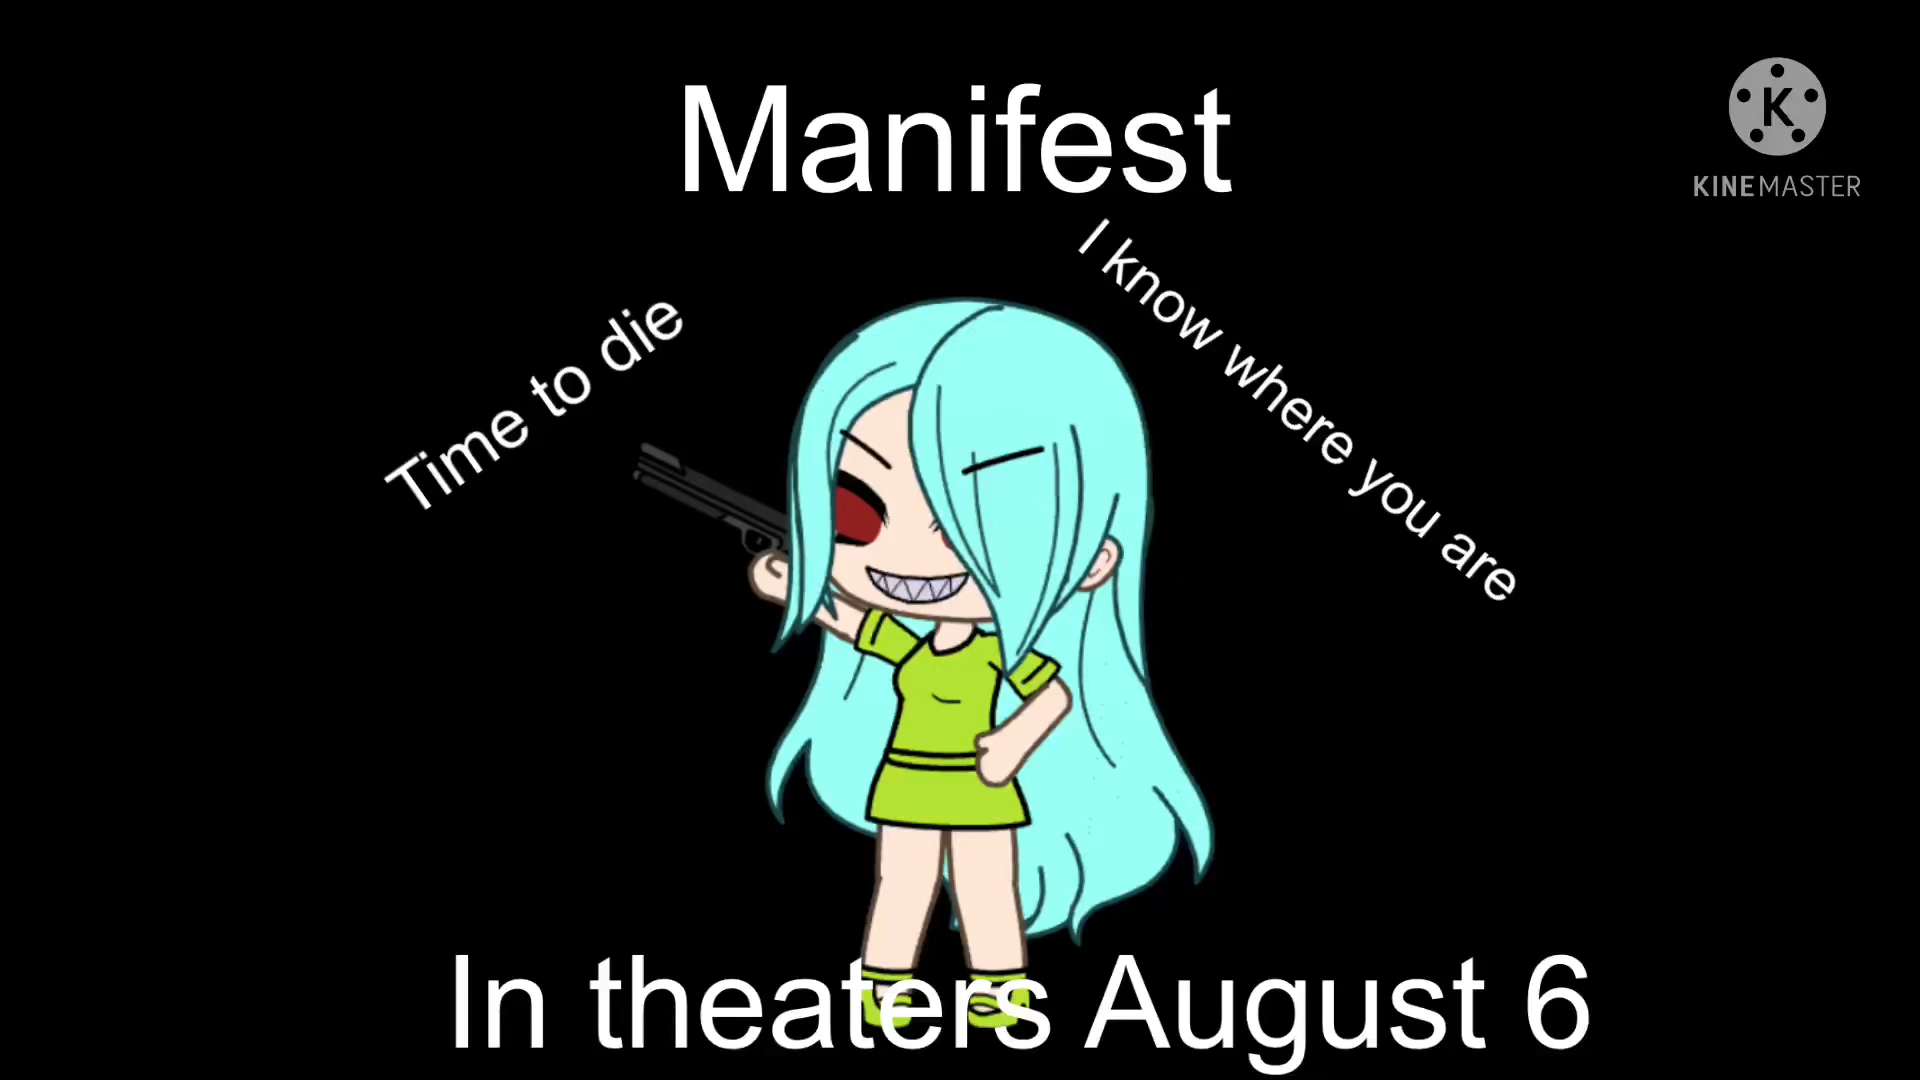 Manifest
K
KINEMASTER
I know where you are
Time to die
In theaters August 6